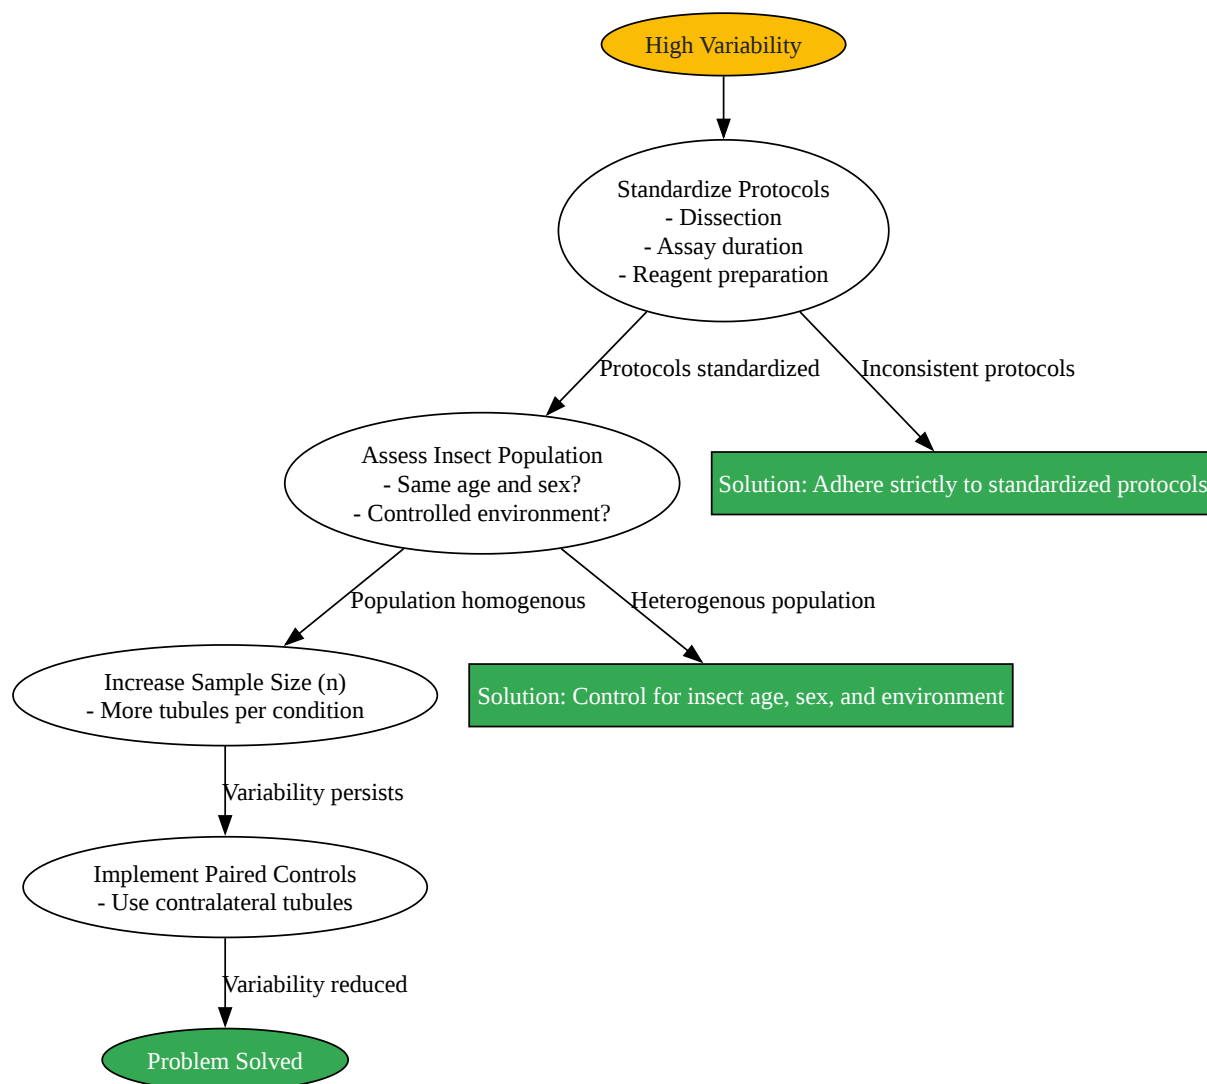 High Variability
Standardize Protocols
- Dissection
- Assay duration
- Reagent preparation
Protocols standardized
Inconsistent protocols
Assess Insect Population
- Same age and sex?
- Controlled environment?
Solution: Adhere strictly to standardized protocols
Population homogenous
Heterogenous population
Increase Sample Size (n)
- More tubules per condition
Solution: Control for insect age, sex, and environment
Variability persists
Implement Paired Controls
- Use contralateral tubules
Variability reduced
Problem Solved